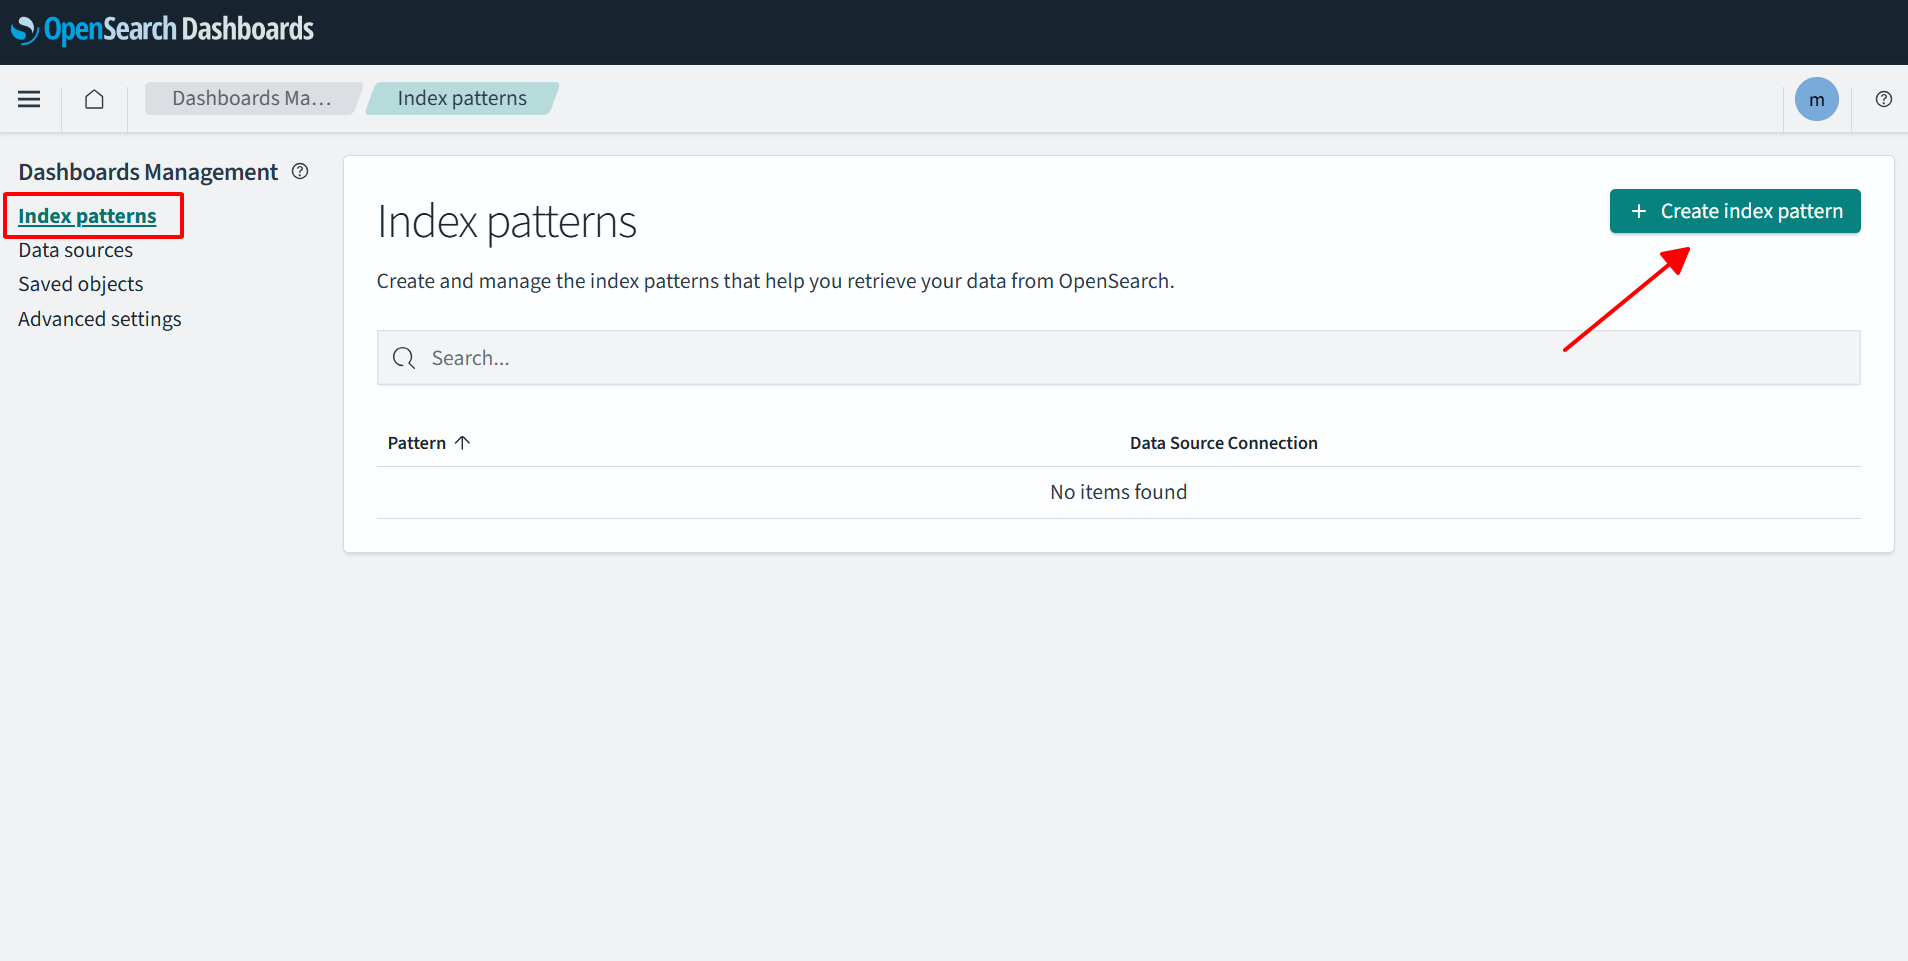 OpenSearch Dashboards
Dashboards Ma...
Index patterns
m
Dashboards Management
Index patterns
Data sources
Saved objects
Advanced settings
Index patterns
Create index pattern
Create and manage the index patterns that help you retrieve your data from OpenSearch.
Search...
Pattern
Data Source Connection
No items found